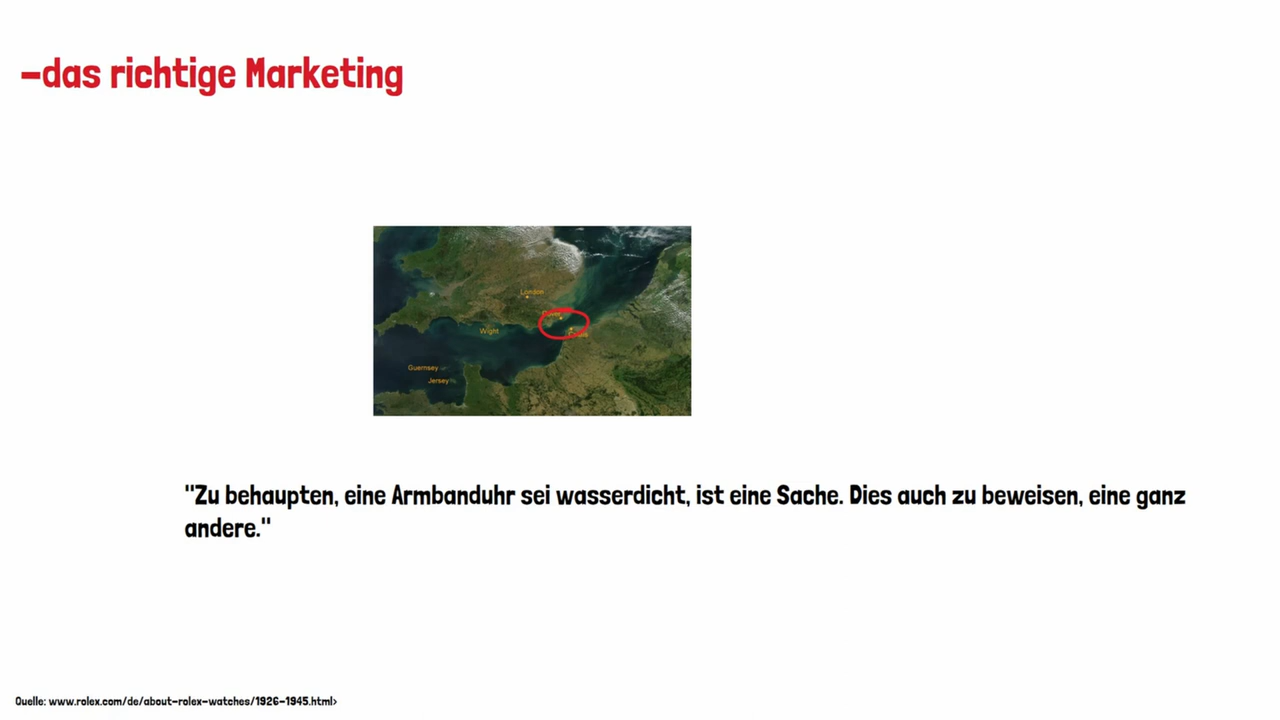 -das richtige Marketing
London
Dover
Wight
Guernsey
Jersey
"Zu behaupten, eine Armbanduhr sei wasserdicht, ist eine Sache. Dies auch zu beweisen, eine ganz
andere."
Quelle: www.rolex.com/de/about-rolex-watches/1926-1945.html>